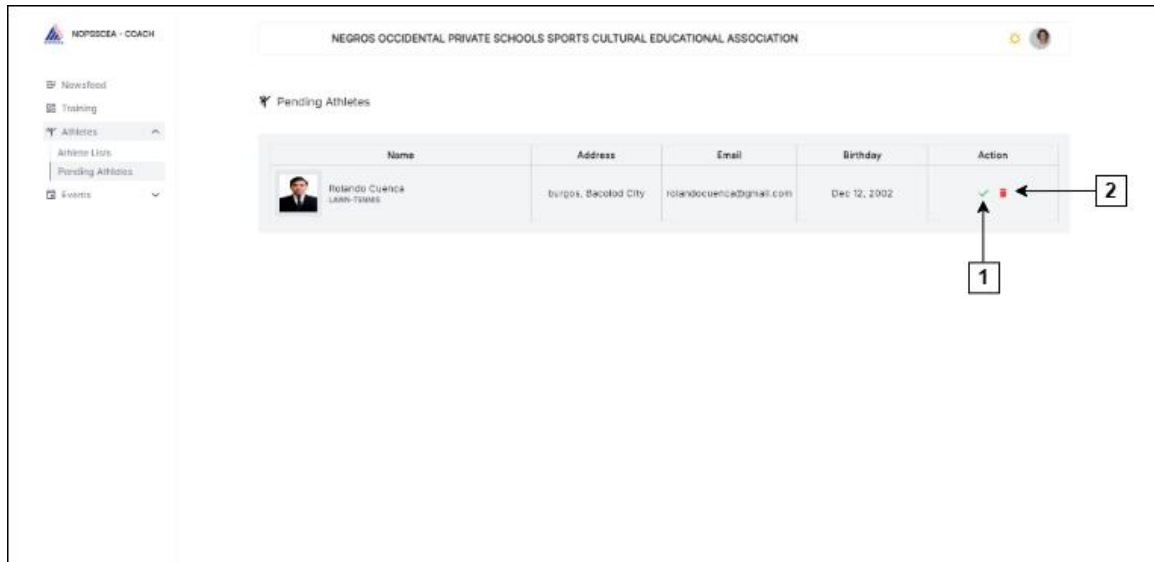 NOPSSCEA - COACH
NEGROS OCCIDENTAL PRIVATE SCHOOLS SPORTS CULTURAL EDUCATIONAL ASSOCIATION
Newsfeed
Training
Athletes
Athlete Lists
Pending Athletes
Events
Pending Athletes
Name Address Email Birthday Action
Rolando Cuenca burgos, Bacolod City rolandocuenca@gmail.com Dec 12, 2002
LAWN-TENNIS
2
1